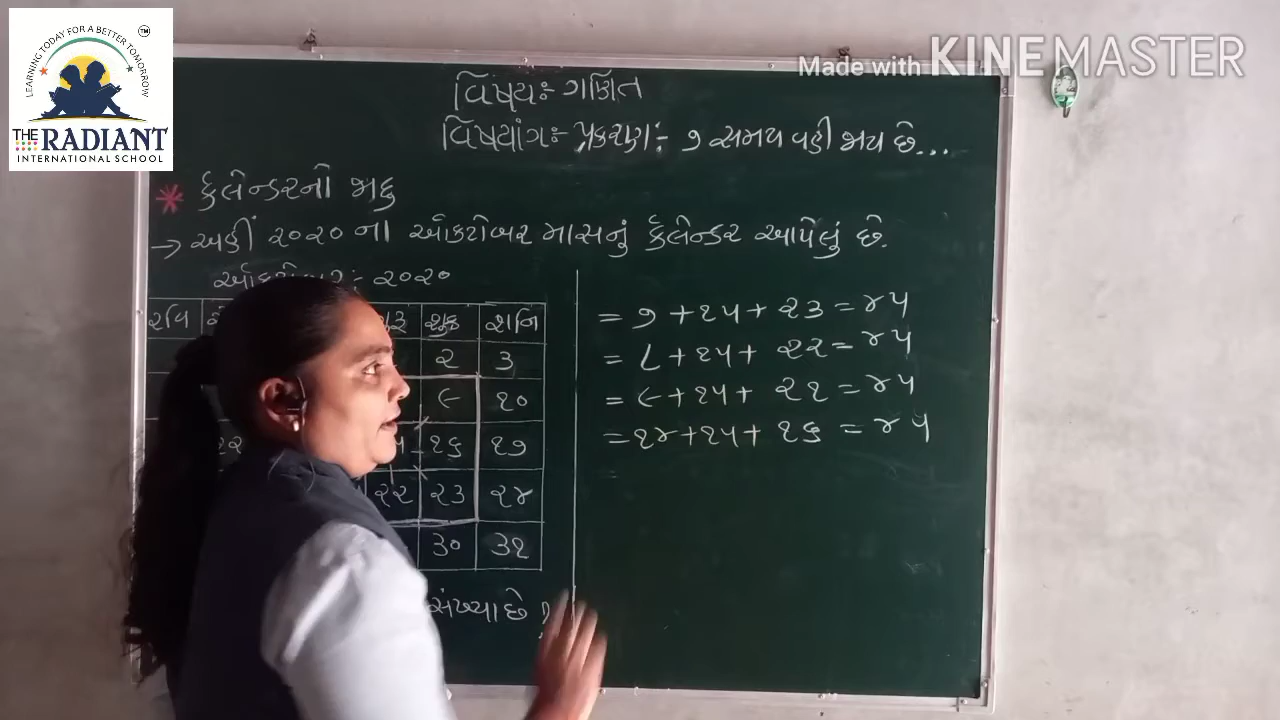 LEARNING TODAY FOR A BETTER TOMORROW
TM
THE RADIANT
INTERNATIONAL SCHOOL
Made with KINEMASTER
વિષય:- ગણિત
વિષયાંગ:- પ્રકરણ:- ૭ સમય વહી જાય છે...
* કેલેન્ડરનો જાદુ
→ અહીં ૨૦૨૦ ના ઑક્ટોબર માસનું કેલેન્ડર આપેલું છે.
:- ૨૦૨૦
રવિ શુક્ર શનિ
૨ ૩
૯ ૧૦
૧૬ ૧૭
૨૨ ૨૩ ૨૪
૩૦ ૩૧
સંખ્યા છે ?
= ૭ + ૧૫ + ૨૩ = ૪૫
= ૮ + ૧૫ + ૨૨ = ૪૫
= ૯ + ૧૫ + ૨૧ = ૪૫
= ૧૪ + ૧૫ + ૧૬ = ૪૫